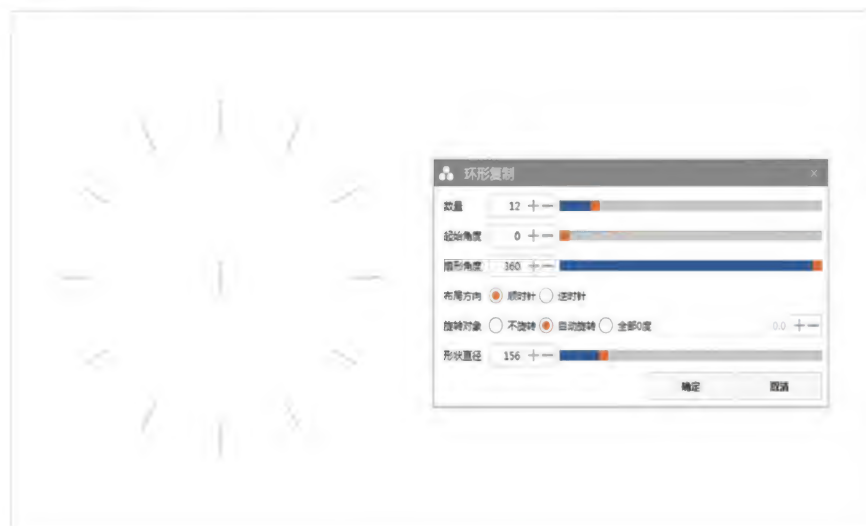 环形复制
数量 12
起始角度 0
扇形角度 360
布局方向 顺时针 逆时针
旋转对象 不旋转 自动旋转 全部0度 0.0
形状直径 156
确定 取消